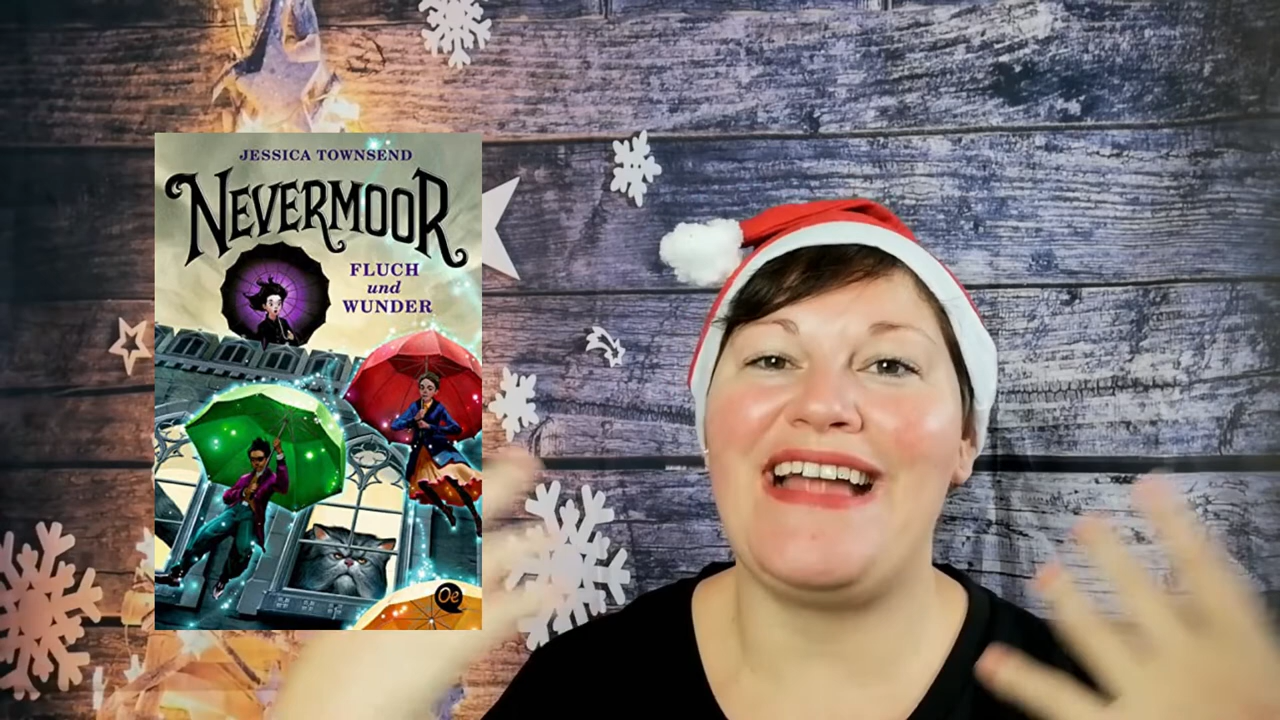 JESSICA TOWNSEND
NEVERMOOR
FLUCH
und
WUNDER
Oe